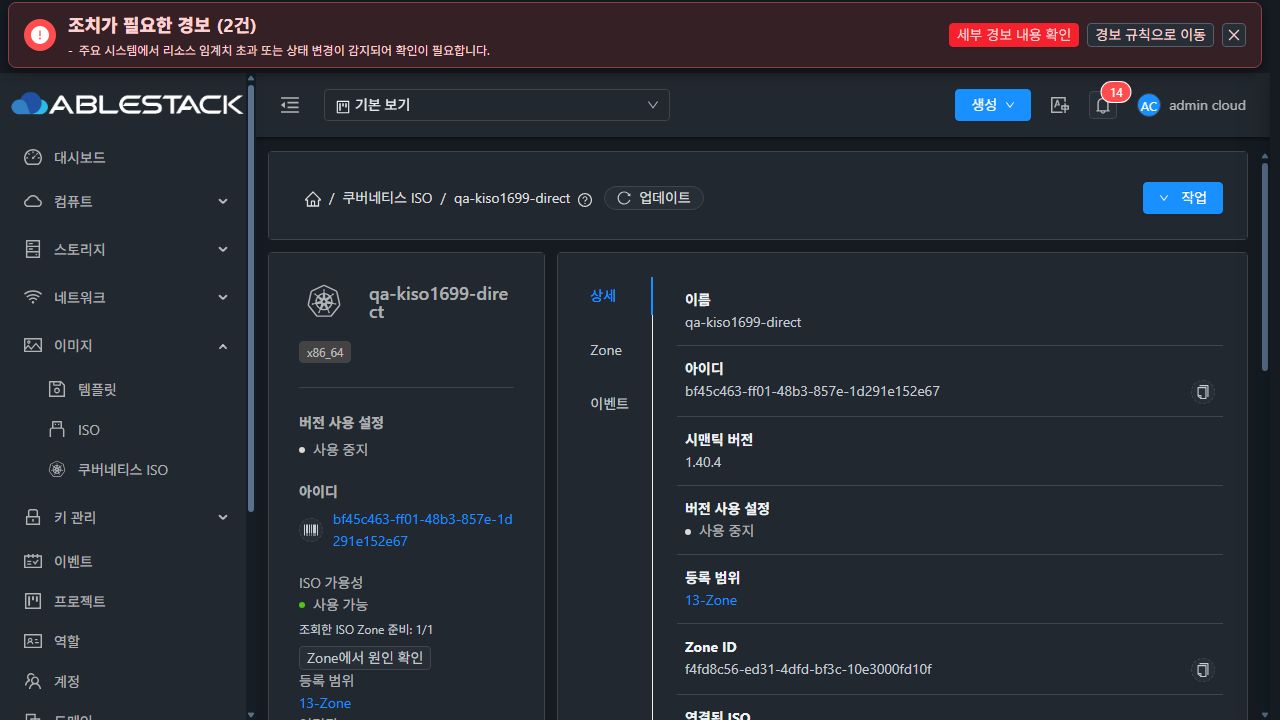 조치가 필요한 경보 (2건)
- 주요 시스템에서 리소스 임계치 초과 또는 상태 변경이 감지되어 확인이 필요합니다.
세부 경보 내용 확인
경보 규칙으로 이동
ABLESTACK
기본 보기
생성
14
AC
admin cloud
대시보드
컴퓨트
스토리지
네트워크
이미지
템플릿
ISO
쿠버네티스 ISO
키 관리
이벤트
프로젝트
역할
계정
/ 쿠버네티스 ISO / qa-kiso1699-direct
업데이트
작업
qa-kiso1699-dire
ct
x86_64
버전 사용 설정
사용 중지
아이디
bf45c463-ff01-48b3-857e-1d
291e152e67
ISO 가용성
사용 가능
조회한 ISO Zone 준비: 1/1
Zone에서 원인 확인
등록 범위
13-Zone
상세
Zone
이벤트
이름
qa-kiso1699-direct
아이디
bf45c463-ff01-48b3-857e-1d291e152e67
시맨틱 버전
1.40.4
버전 사용 설정
사용 중지
등록 범위
13-Zone
Zone ID
f4fd8c56-ed31-4dfd-bf3c-10e3000fd10f
연결된 ISO